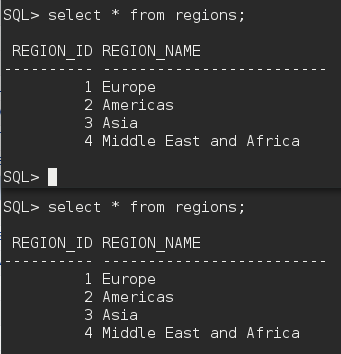 SQL> select * from regions;
REGION_ID REGION_NAME
---------- -------------------------
1 Europe
2 Americas
3 Asia
4 Middle East and Africa
SQL>
SQL> select * from regions;
REGION_ID REGION_NAME
---------- -------------------------
1 Europe
2 Americas
3 Asia
4 Middle East and Africa